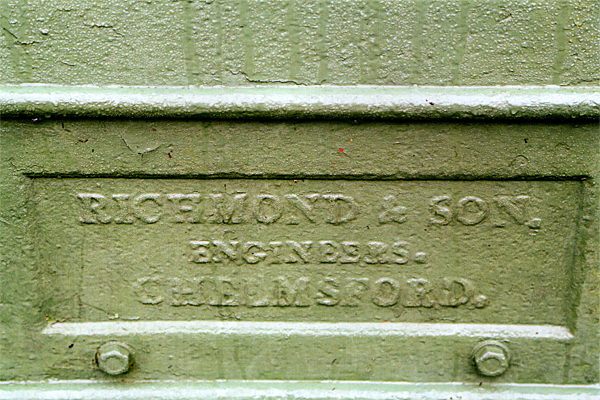 RICHMOND & SON.
ENGINEERS.
CHELMSFORD.